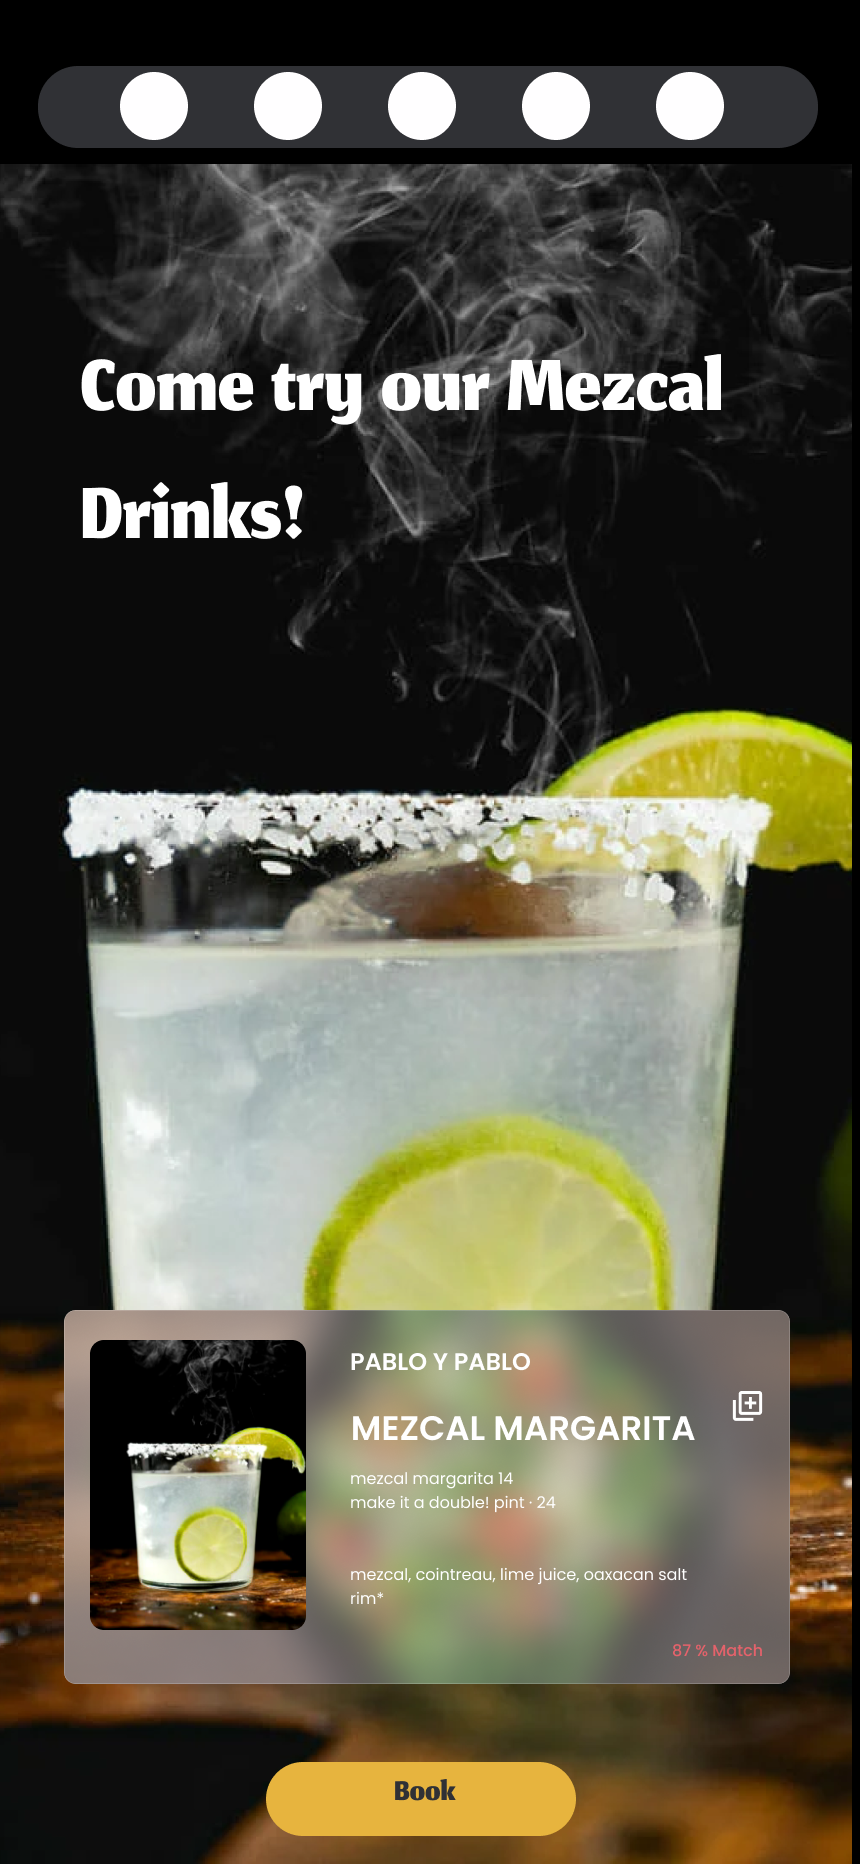 Come try our Mezcal
Drinks!
PABLO Y PABLO
MEZCAL MARGARITA
mezcal margarita 14
make it a double! pint · 24
mezcal, cointreau, lime juice, oaxacan salt
rim*
87 % Match
Book